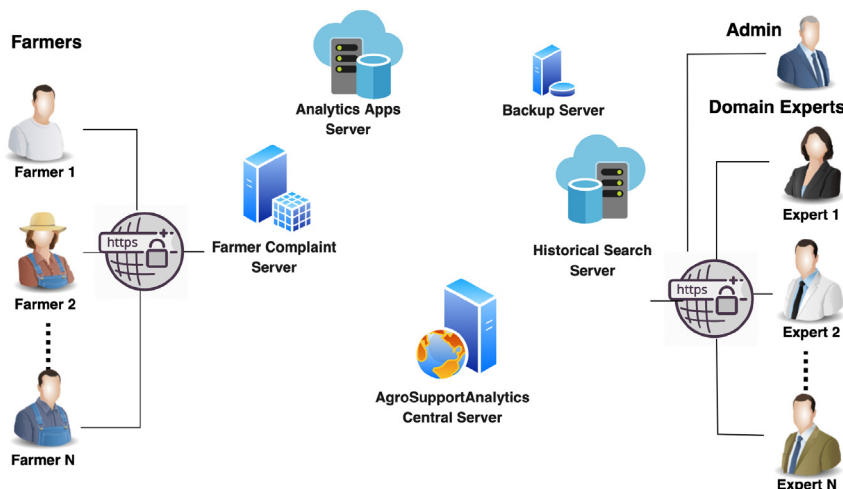 Farmers
Farmer 1
Farmer 2
Farmer N
https
Analytics Apps
Server
Backup Server
Farmer Complaint
Server
Historical Search
Server
AgroSupportAnalytics
Central Server
https
Admin
Domain Experts
Expert 1
Expert 2
Expert N